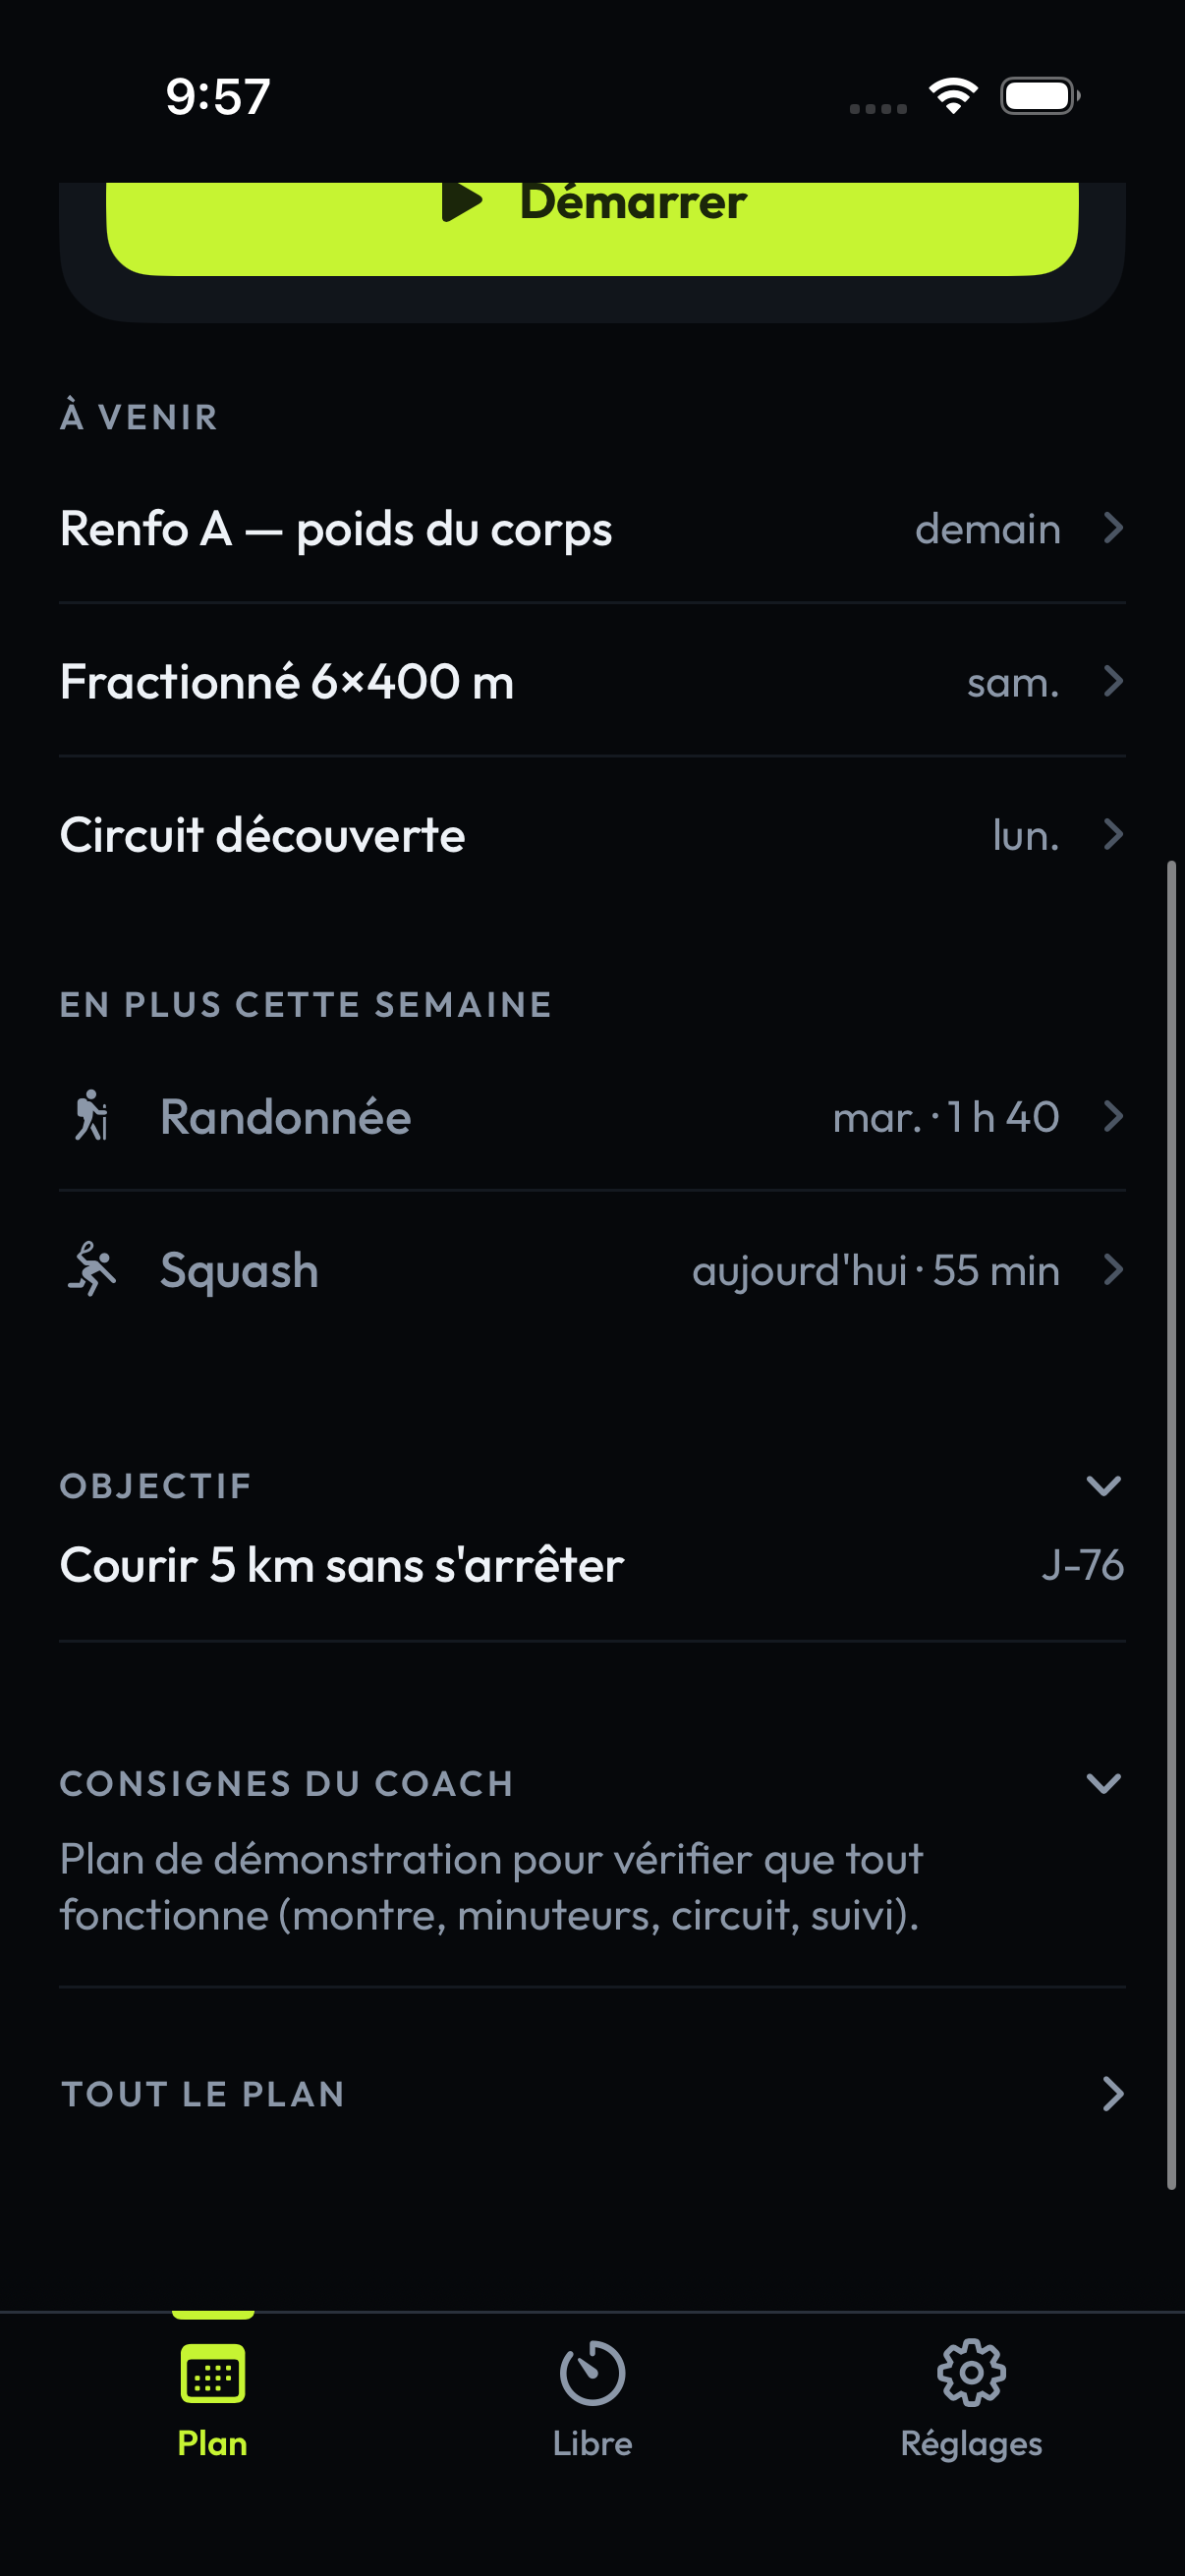 9:57
Démarrer
À VENIR
Renfo A — poids du corps demain
Fractionné 6×400 m sam.
Circuit découverte lun.
EN PLUS CETTE SEMAINE
Randonnée mar. · 1 h 40
Squash aujourd'hui · 55 min
OBJECTIF
Courir 5 km sans s'arrêter J-76
CONSIGNES DU COACH
Plan de démonstration pour vérifier que tout
fonctionne (montre, minuteurs, circuit, suivi).
TOUT LE PLAN
Plan Libre Réglages